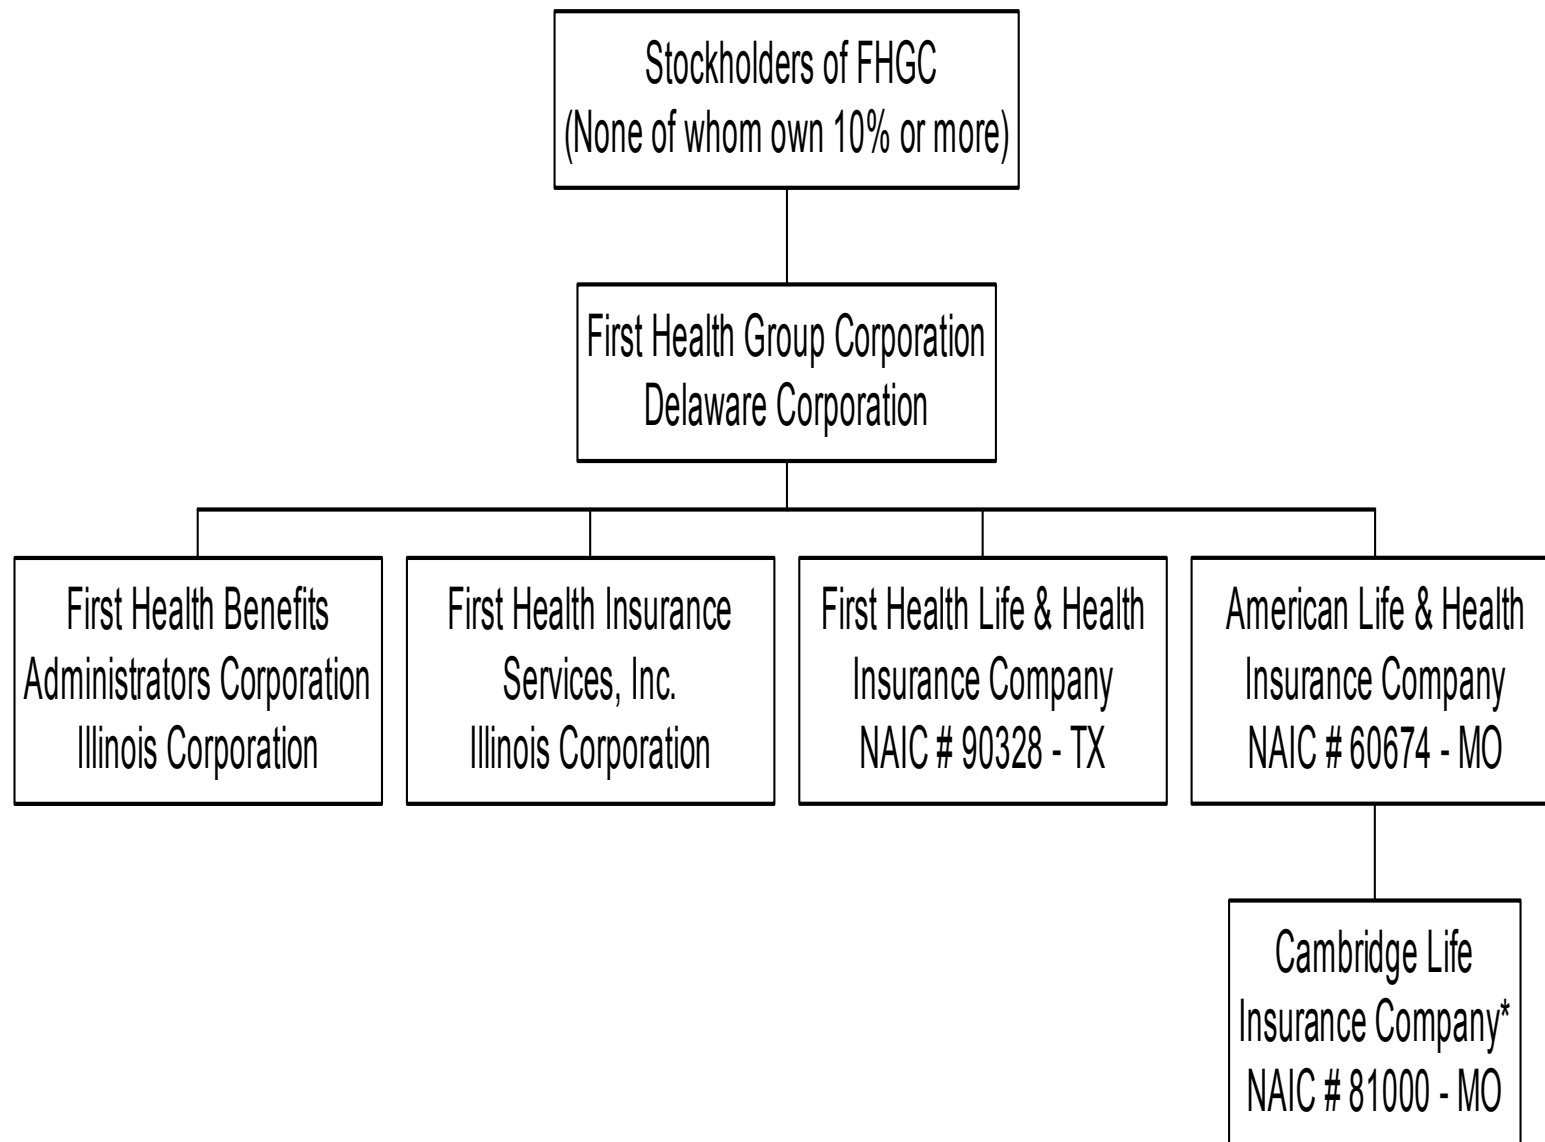 Stockholders of FHGC
(None of whom own 10% or more)
First Health Group Corporation
Delaware Corporation
First Health Benefits
Administrators Corporation
Illinois Corporation
First Health Insurance
Services, Inc.
Illinois Corporation
First Health Life & Health
Insurance Company
NAIC # 90328 - TX
American Life & Health
Insurance Company
NAIC # 60674 - MO
Cambridge Life
Insurance Company*
NAIC # 81000 - MO